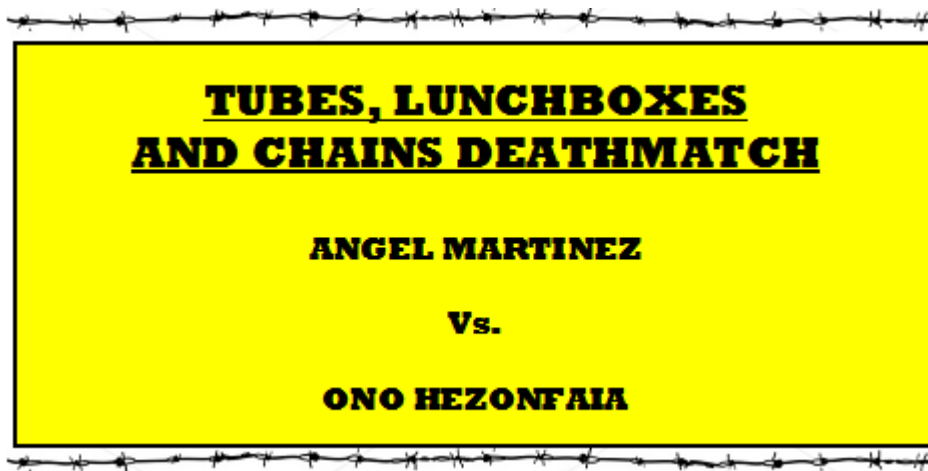 TUBES, LUNCHBOXES
AND CHAINS DEATHMATCH
ANGEL MARTINEZ
Vs.
ONO HEZONFAIA